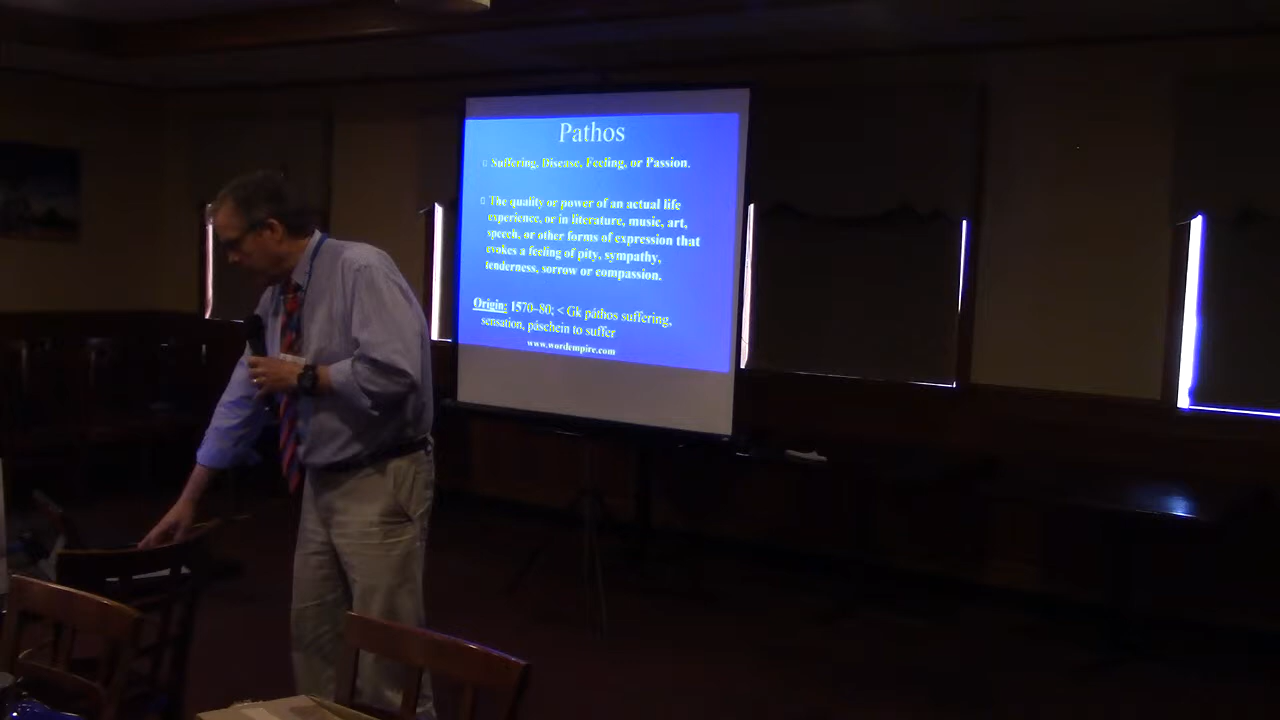 Pathos
Suffering, Disease, Feeling, or Passion.
The quality or power of an actual life
experience, or in literature, music, art,
speech, or other forms of expression that
evokes a feeling of pity, sympathy,
tenderness, sorrow or compassion.
Origin: 1570–80; < Gk páthos suffering,
sensation, páschein to suffer
www.wordempire.com